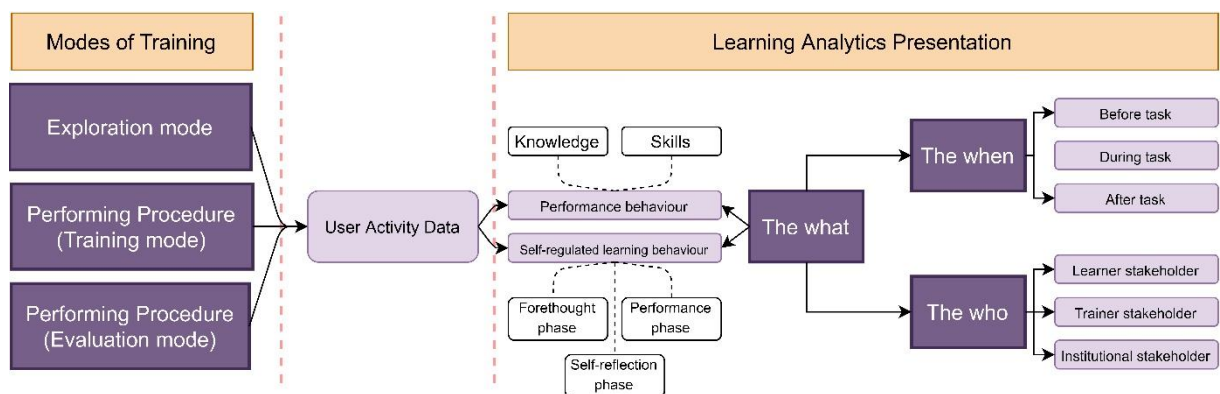 Modes of Training
Learning Analytics Presentation
Exploration mode
Performing Procedure
(Training mode)
Performing Procedure
(Evaluation mode)
User Activity Data
Knowledge
Skills
Performance behaviour
Self-regulated learning behaviour
Forethought
phase
Performance
phase
Self-reflection
phase
The what
The when
Before task
During task
After task
The who
Learner stakeholder
Trainer stakeholder
Institutional stakeholder